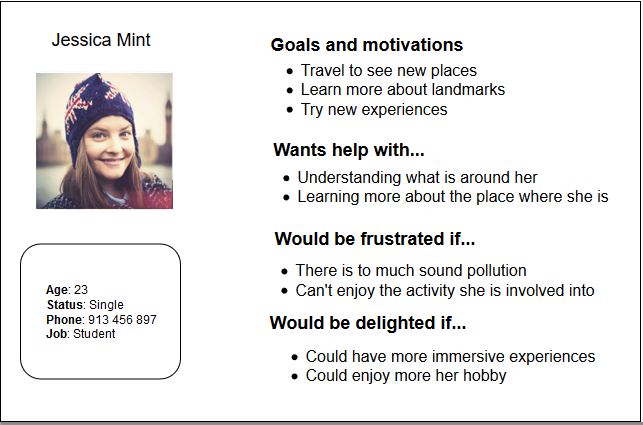 Jessica Mint
Age: 23
Status: Single
Phone: 913 456 897
Job: Student
Goals and motivations
• Travel to see new places
• Learn more about landmarks
• Try new experiences
Wants help with...
• Understanding what is around her
• Learning more about the place where she is
Would be frustrated if...
• There is to much sound pollution
• Can't enjoy the activity she is involved into
Would be delighted if...
• Could have more immersive experiences
• Could enjoy more her hobby